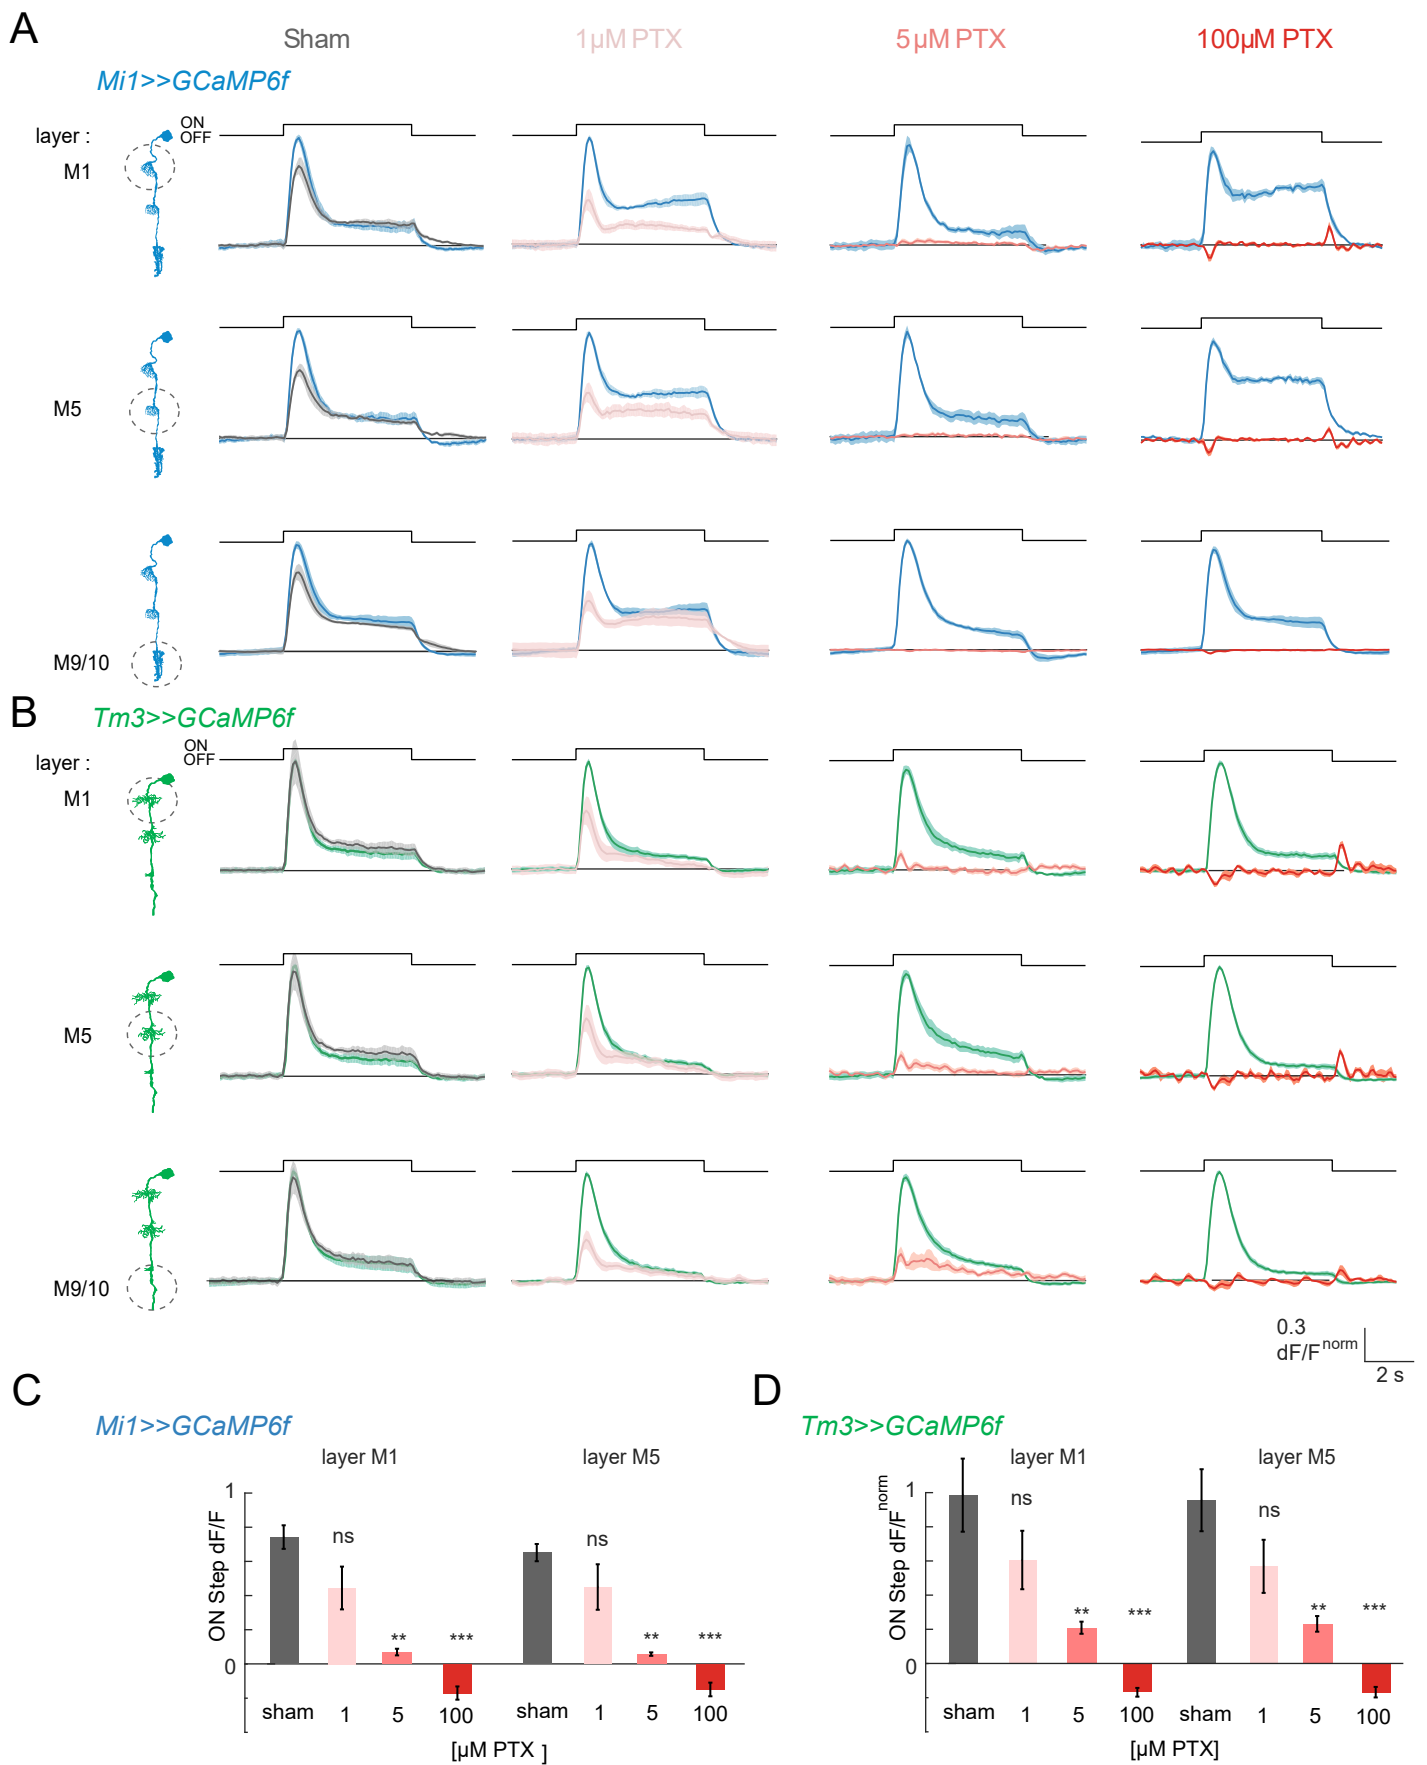 A
Sham 1µM PTX 5µM PTX 100µM PTX
Mi1>>GCaMP6f
layer :
ON
OFF
M1
M5
M9/10
B
Tm3>>GCaMP6f
layer :
ON
OFF
M1
M5
M9/10
0.3
dF/F norm
2 s
C
Mi1>>GCaMP6f
layer M1 layer M5
ON Step dF/F
1
0
ns ** *** ns ** ***
sham 1 5 100 sham 1 5 100
[µM PTX ]
D
Tm3>>GCaMP6f
layer M1 layer M5
ON Step dF/F norm
1
0
ns ** *** ns ** ***
sham 1 5 100 sham 1 5 100
[µM PTX]